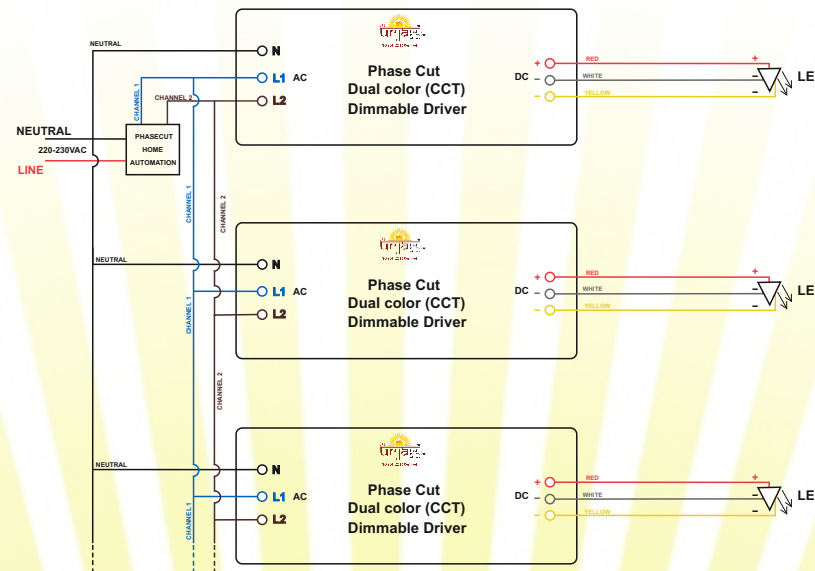 NEUTRAL
N
L1 AC
L2
CHANNEL 1
CHANNEL 2
Phase Cut
Dual color (CCT)
Dimmable Driver
DC
+
-
-
RED
WHITE
YELLOW
+
-
-
LE
NEUTRAL
220-230VAC
LINE
PHASECUT
HOME
AUTOMATION
CHANNEL 1
CHANNEL 2
NEUTRAL
N
L1 AC
L2
Phase Cut
Dual color (CCT)
Dimmable Driver
DC
+
-
-
RED
WHITE
YELLOW
+
-
-
LE
CHANNEL 1
CHANNEL 2
NEUTRAL
N
L1 AC
L2
Phase Cut
Dual color (CCT)
Dimmable Driver
DC
+
-
-
RED
WHITE
YELLOW
+
-
-
LE
CHANNEL 1